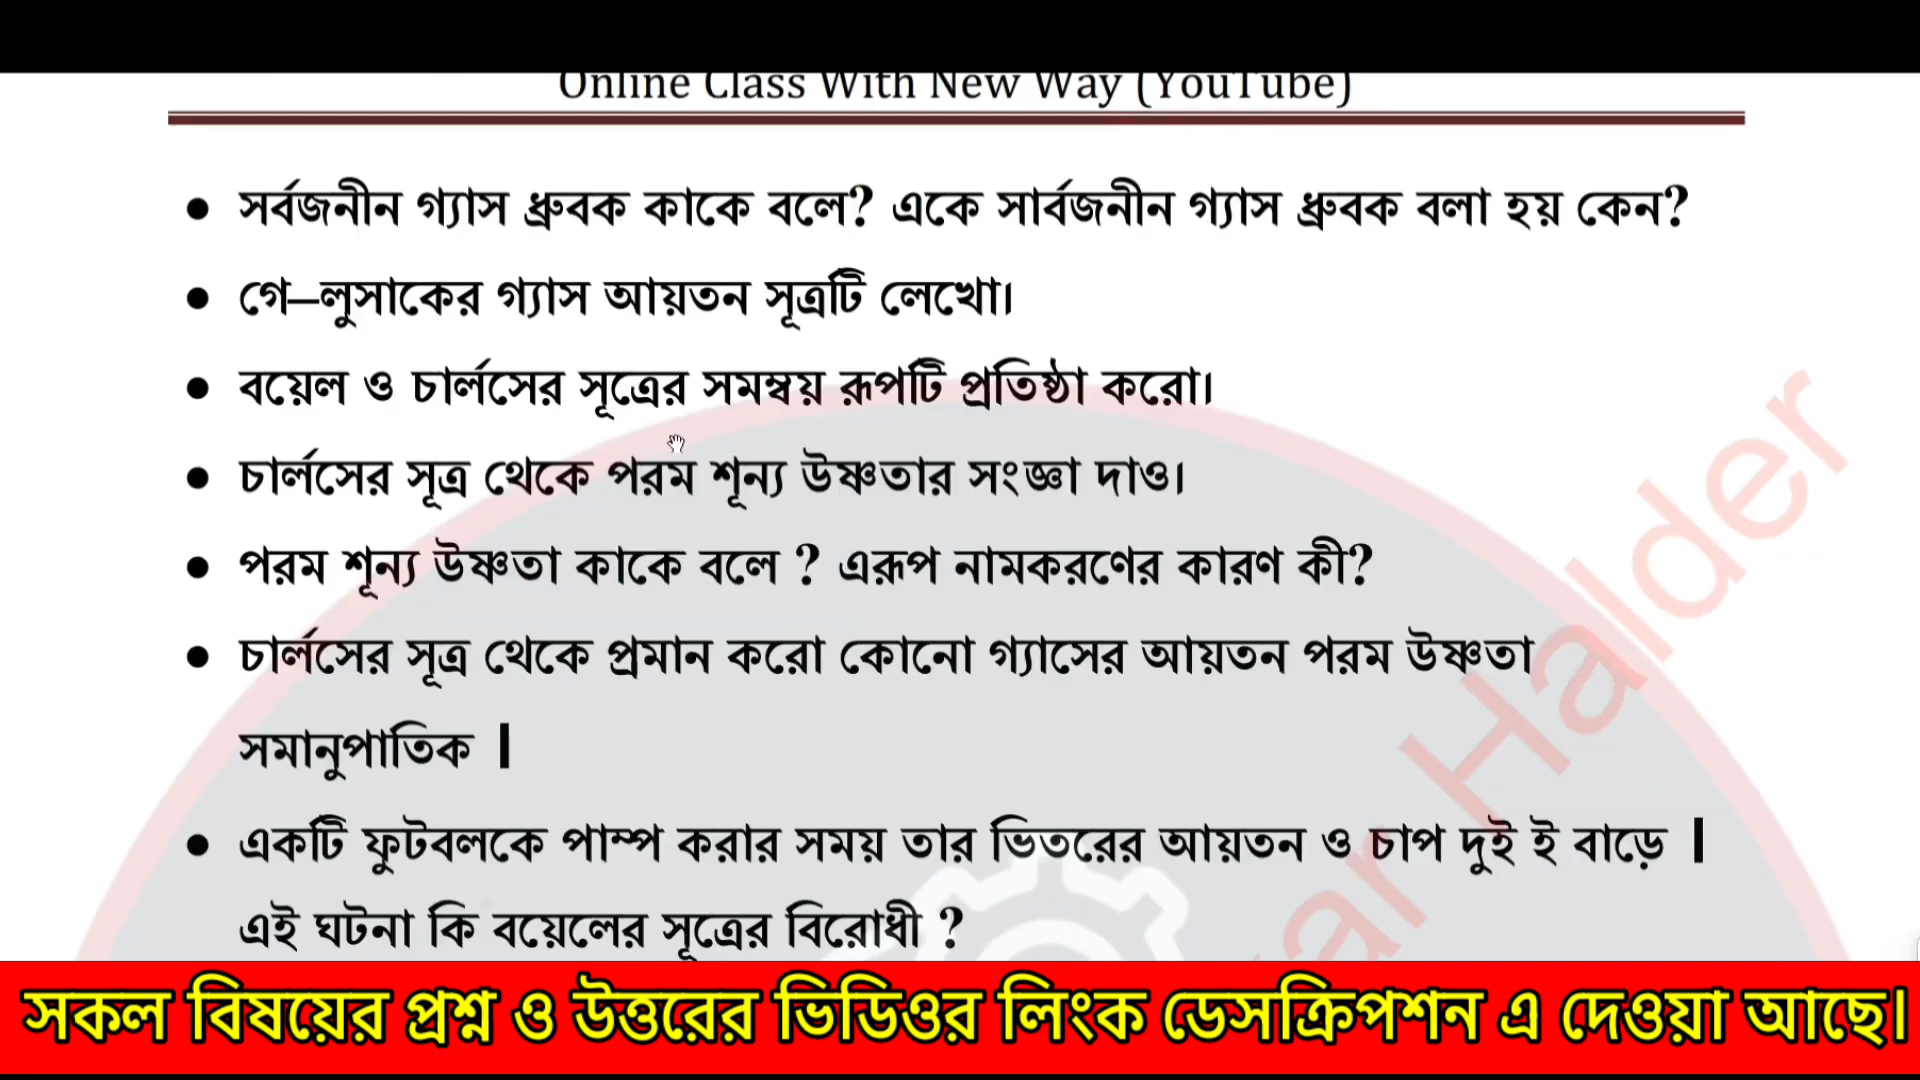 Online Class With New Way (YouTube)
● সর্বজনীন গ্যাস ধ্রুবক কাকে বলে? একে সার্বজনীন গ্যাস ধ্রুবক বলা হয় কেন?
● গে—লুসাকের গ্যাস আয়তন সূত্রটি লেখো।
● বয়েল ও চার্লসের সূত্রের সমম্বয় রূপটি প্রতিষ্ঠা করো।
● চার্লসের সূত্র থেকে পরম শূন্য উষ্ণতার সংজ্ঞা দাও।
● পরম শূন্য উষ্ণতা কাকে বলে ? এরূপ নামকরণের কারণ কী?
● চার্লসের সূত্র থেকে প্রমান করো কোনো গ্যাসের আয়তন পরম উষ্ণতা
সমানুপাতিক ।
● একটি ফুটবলকে পাম্প করার সময় তার ভিতরের আয়তন ও চাপ দুই ই বাড়ে ।
এই ঘটনা কি বয়েলের সূত্রের বিরোধী ?
ar Halder
সকল বিষয়ের প্রশ্ন ও উত্তরের ভিডিওর লিংক ডেসক্রিপশন এ দেওয়া আছে।